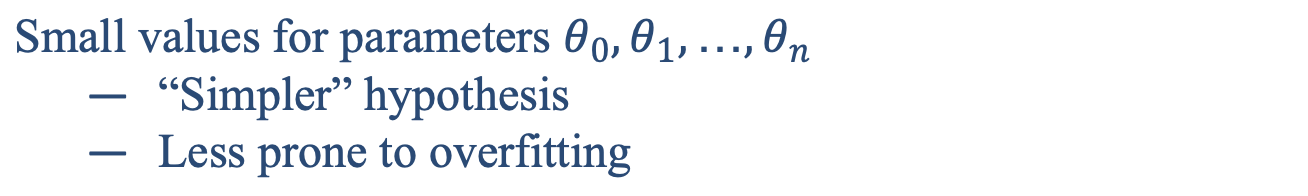 Small values for parameters θ₀, θ₁, …, θₙ
— “Simpler” hypothesis
— Less prone to overfitting